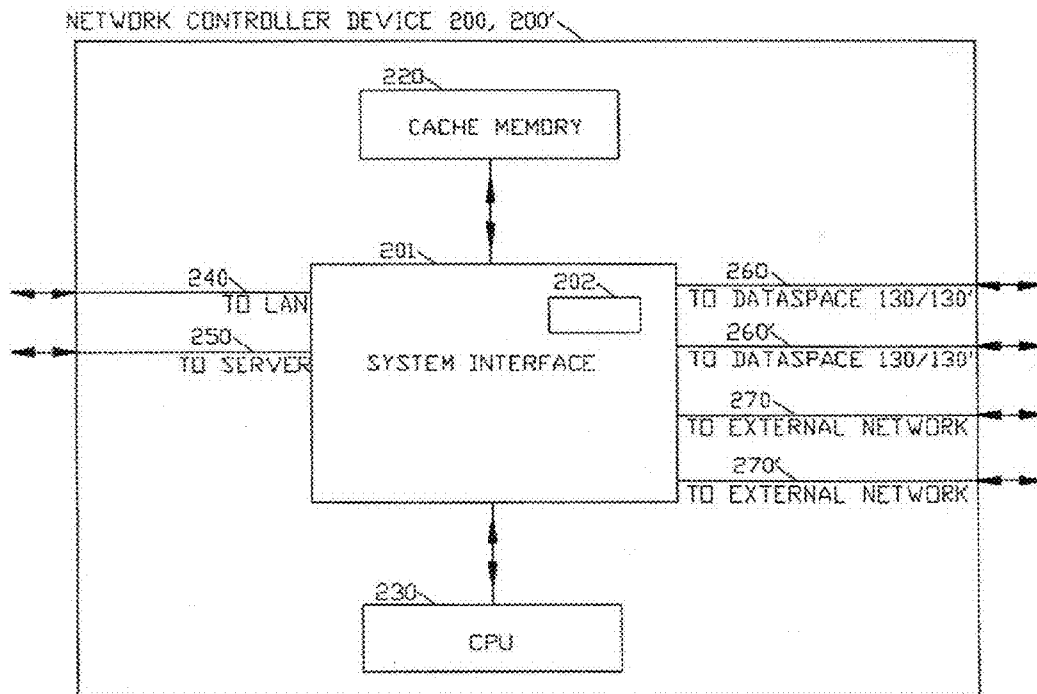 NETWORK CONTROLLER DEVICE 200, 200'
220
CACHE MEMORY
201
240
TO LAN
202
260
TO DATASPACE 130/130'
250
TO SERVER
SYSTEM INTERFACE
260'
TO DATASPACE 130/130'
270
TO EXTERNAL NETWORK
270'
TO EXTERNAL NETWORK
230
CPU